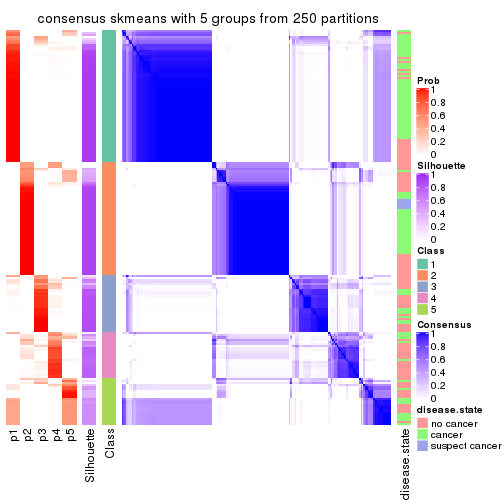 consensus skmeans with 5 groups from 250 partitions
Prob
1
0.8
0.6
0.4
0.2
0
Silhouette
1
0.8
0.6
0.4
0.2
0
Class
1
2
3
4
5
Consensus
1
0.8
0.6
0.4
0.2
0
disease.state
no cancer
cancer
suspect cancer
p1
p2
p3
p4
p5
Silhouette
Class
disease.state